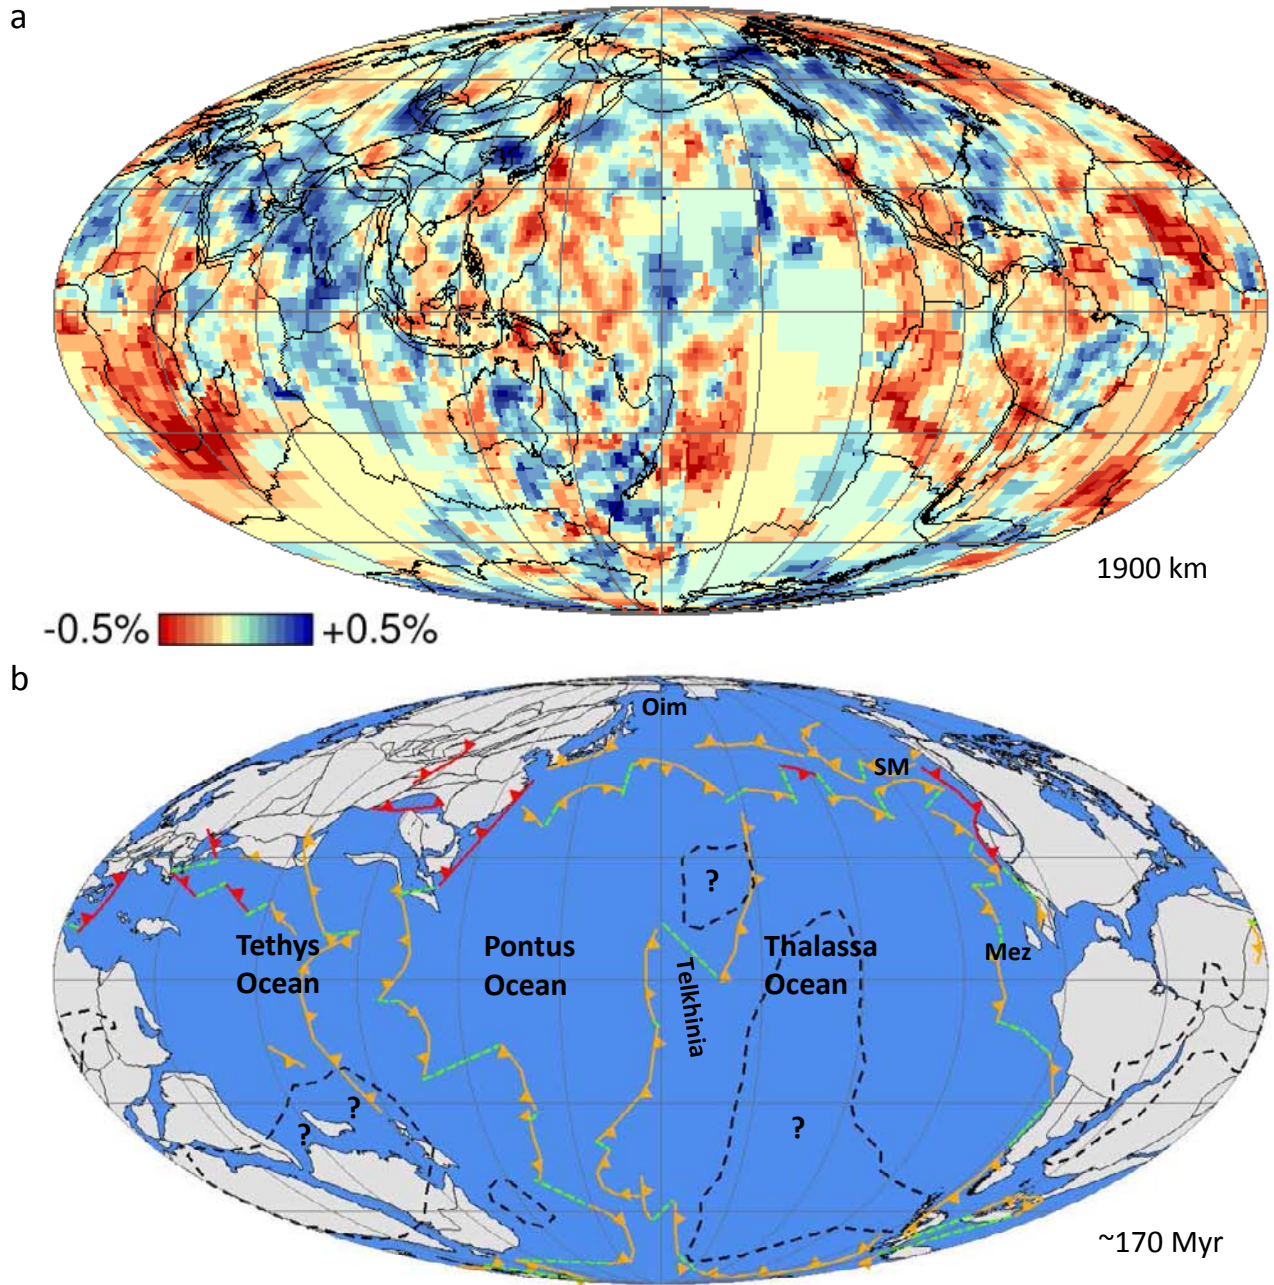 a
1900 km
-0.5% +0.5%
b
Oim
SM
?
Tethys
Ocean
Pontus
Ocean
Telkhinia
Thalassa
Ocean
Mez
?
?
?
~170 Myr